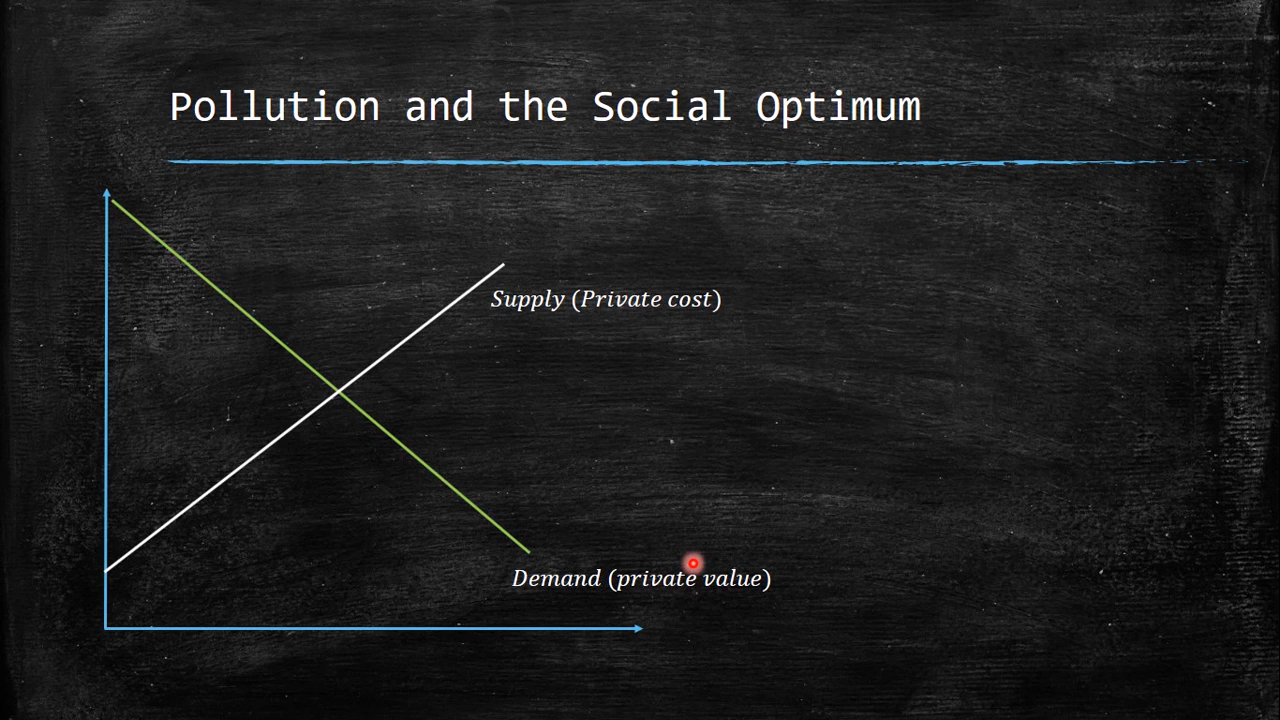 Pollution and the Social Optimum
Supply (Private cost)
Demand (private value)